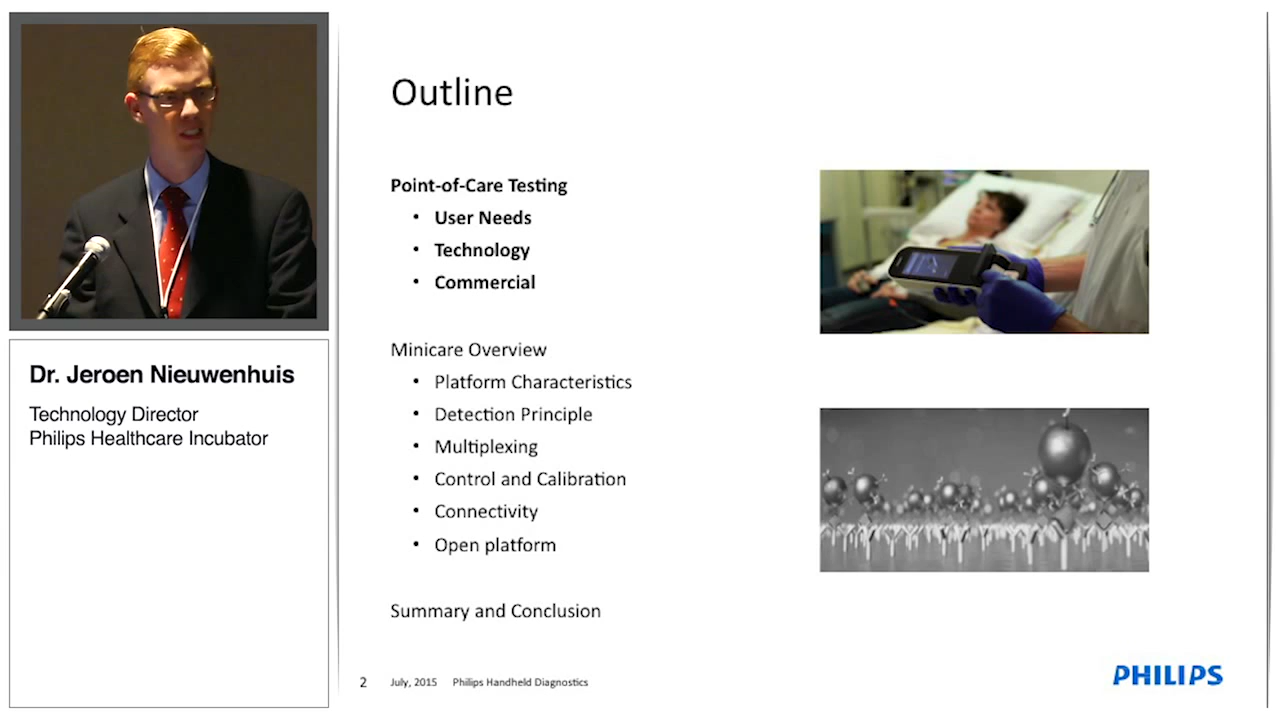 Dr. Jeroen Nieuwenhuis
Technology Director
Philips Healthcare Incubator
Outline
Point-of-Care Testing
• User Needs
• Technology
• Commercial
Minicare Overview
• Platform Characteristics
• Detection Principle
• Multiplexing
• Control and Calibration
• Connectivity
• Open platform
Summary and Conclusion
2 July, 2015 Philips Handheld Diagnostics
PHILIPS